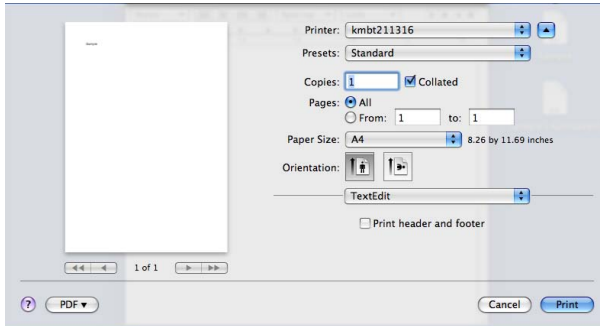 Printer: kmbt211316
Presets: Standard
Copies: 1 Collated
Pages: All
From: 1 to: 1
Paper Size: A4 8.26 by 11.69 inches
Orientation:
TextEdit
Print header and footer
1 of 1
? PDF ▾ Cancel Print